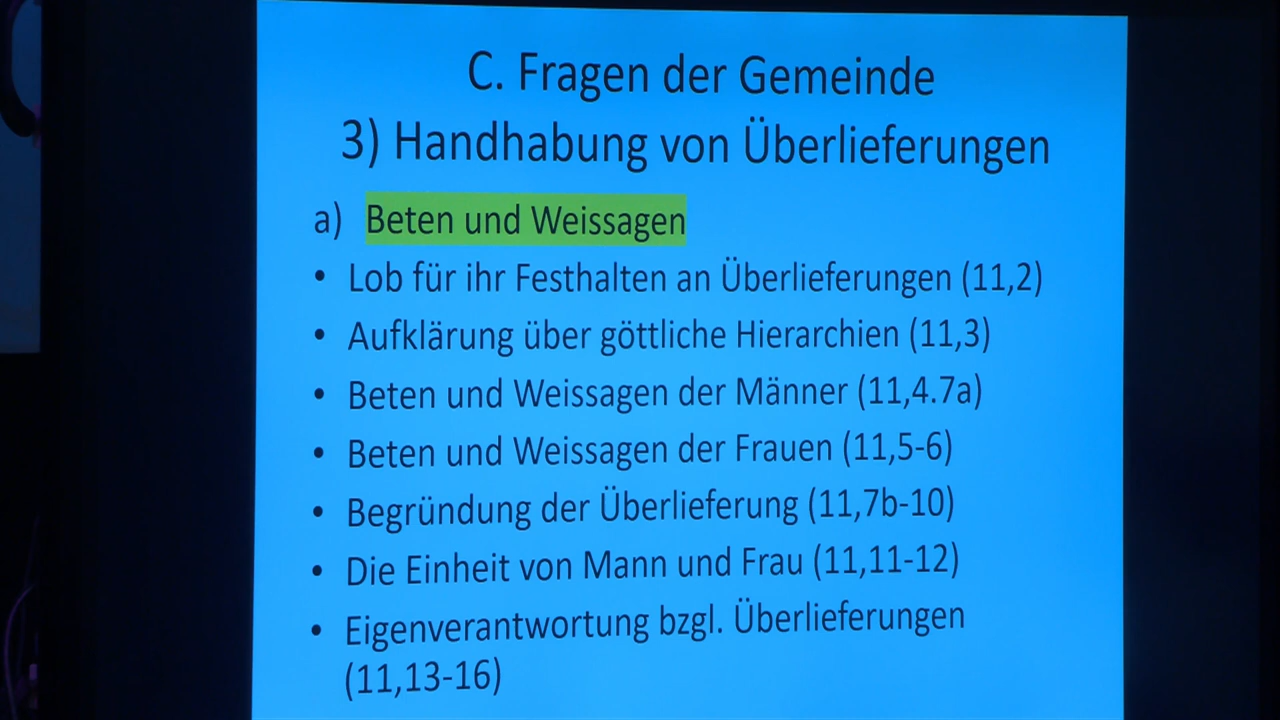 C. Fragen der Gemeinde
3) Handhabung von Überlieferungen
a) Beten und Weissagen
• Lob für ihr Festhalten an Überlieferungen (11,2)
• Aufklärung über göttliche Hierarchien (11,3)
• Beten und Weissagen der Männer (11,4.7a)
• Beten und Weissagen der Frauen (11,5-6)
• Begründung der Überlieferung (11,7b-10)
• Die Einheit von Mann und Frau (11,11-12)
• Eigenverantwortung bzgl. Überlieferungen
(11,13-16)